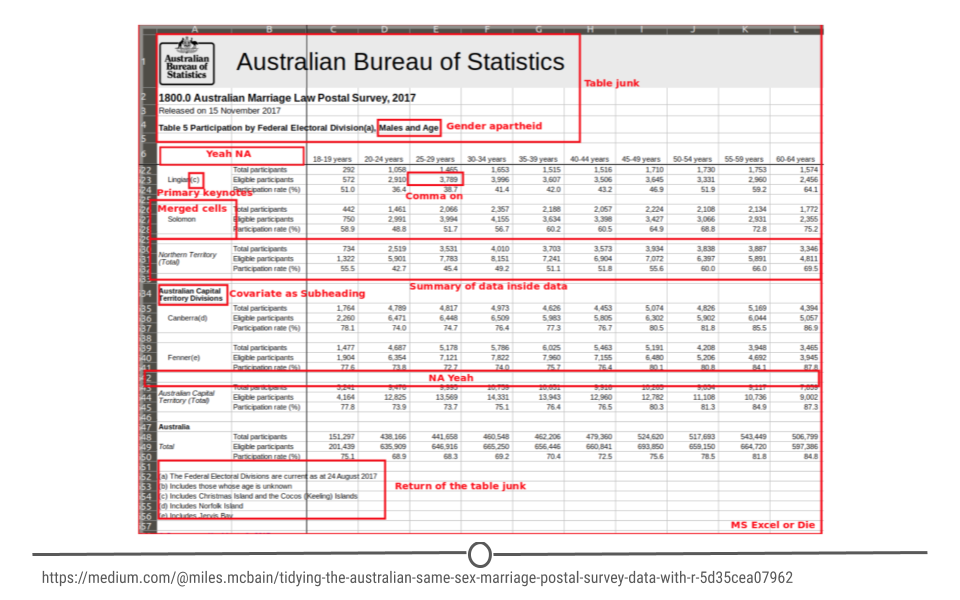 A B C D E F G H I J K L
Australian Bureau of Statistics
Australian Bureau of Statistics
Table junk
1800.0 Australian Marriage Law Postal Survey, 2017
Released on 15 November 2017
Table 5 Participation by Federal Electoral Division(a), Males and Age Gender apartheid
Yeah NA
18-19 years 20-24 years 25-29 years 30-34 years 35-39 years 40-44 years 45-49 years 50-54 years 55-59 years 60-64 years
Total participants 292 1,058 1,465 1,653 1,515 1,516 1,710 1,730 1,753 1,574
Lingiari(c) Eligible participants 572 2,910 3,789 3,996 3,607 3,506 3,645 3,331 2,960 2,456
Participation rate (%) 51.0 36.4 38.7 41.4 42.0 43.2 46.9 51.9 59.2 64.1
Primary keynotes Comma on
Merged cells
Total participants 442 1,461 2,066 2,357 2,188 2,057 2,224 2,108 2,134 1,772
Solomon Eligible participants 750 2,991 3,994 4,155 3,634 3,398 3,427 3,066 2,931 2,355
Participation rate (%) 58.9 48.8 51.7 56.7 60.2 60.5 64.9 68.8 72.8 75.2
Total participants 734 2,519 3,531 4,010 3,703 3,573 3,934 3,838 3,887 3,346
Northern Territory (Total) Eligible participants 1,322 5,901 7,783 8,151 7,241 6,904 7,072 6,397 5,891 4,811
Participation rate (%) 55.5 42.7 45.4 49.2 51.1 51.8 55.6 60.0 66.0 69.5
Summary of data inside data
Australian Capital Territory Divisions Covariate as Subheading
Total participants 1,764 4,789 4,817 4,973 4,626 4,453 5,074 4,826 5,169 4,394
Canberra(d) Eligible participants 2,260 6,471 6,448 6,509 5,983 5,805 6,302 5,902 6,044 5,057
Participation rate (%) 78.1 74.0 74.7 76.4 77.3 76.7 80.5 81.8 85.5 86.9
Total participants 1,477 4,687 5,178 5,786 6,025 5,463 5,191 4,208 3,948 3,465
Fenner(e) Eligible participants 1,904 6,354 7,121 7,822 7,960 7,155 6,480 5,206 4,692 3,945
Participation rate (%) 77.6 73.8 72.7 74.0 75.7 76.4 80.1 80.8 84.1 87.8
NA Yeah
Total participants
Australian Capital Territory (Total) Eligible participants 4,164 12,825 13,569 14,331 13,943 12,960 12,782 11,108 10,736 9,002
Participation rate (%) 77.8 73.9 73.7 75.1 76.4 76.5 80.3 81.3 84.9 87.3
Australia
Total participants 151,297 438,166 441,658 460,548 462,206 479,360 524,620 517,693 543,449 506,799
Total Eligible participants 201,439 635,909 646,916 665,250 656,446 660,841 693,850 659,150 664,720 597,386
Participation rate (%) 75.1 68.9 68.3 69.2 70.4 72.5 75.6 78.5 81.8 84.8
(a) The Federal Electoral Divisions are current as at 24 August 2017
(b) Includes those whose age is unknown
Return of the table junk
(c) Includes Christmas Island and the Cocos (Keeling) Islands
(d) Includes Norfolk Island
(e) Includes Jervis Bay
MS Excel or Die
https://medium.com/@miles.mcbain/tidying-the-australian-same-sex-marriage-postal-survey-data-with-r-5d35cea07962